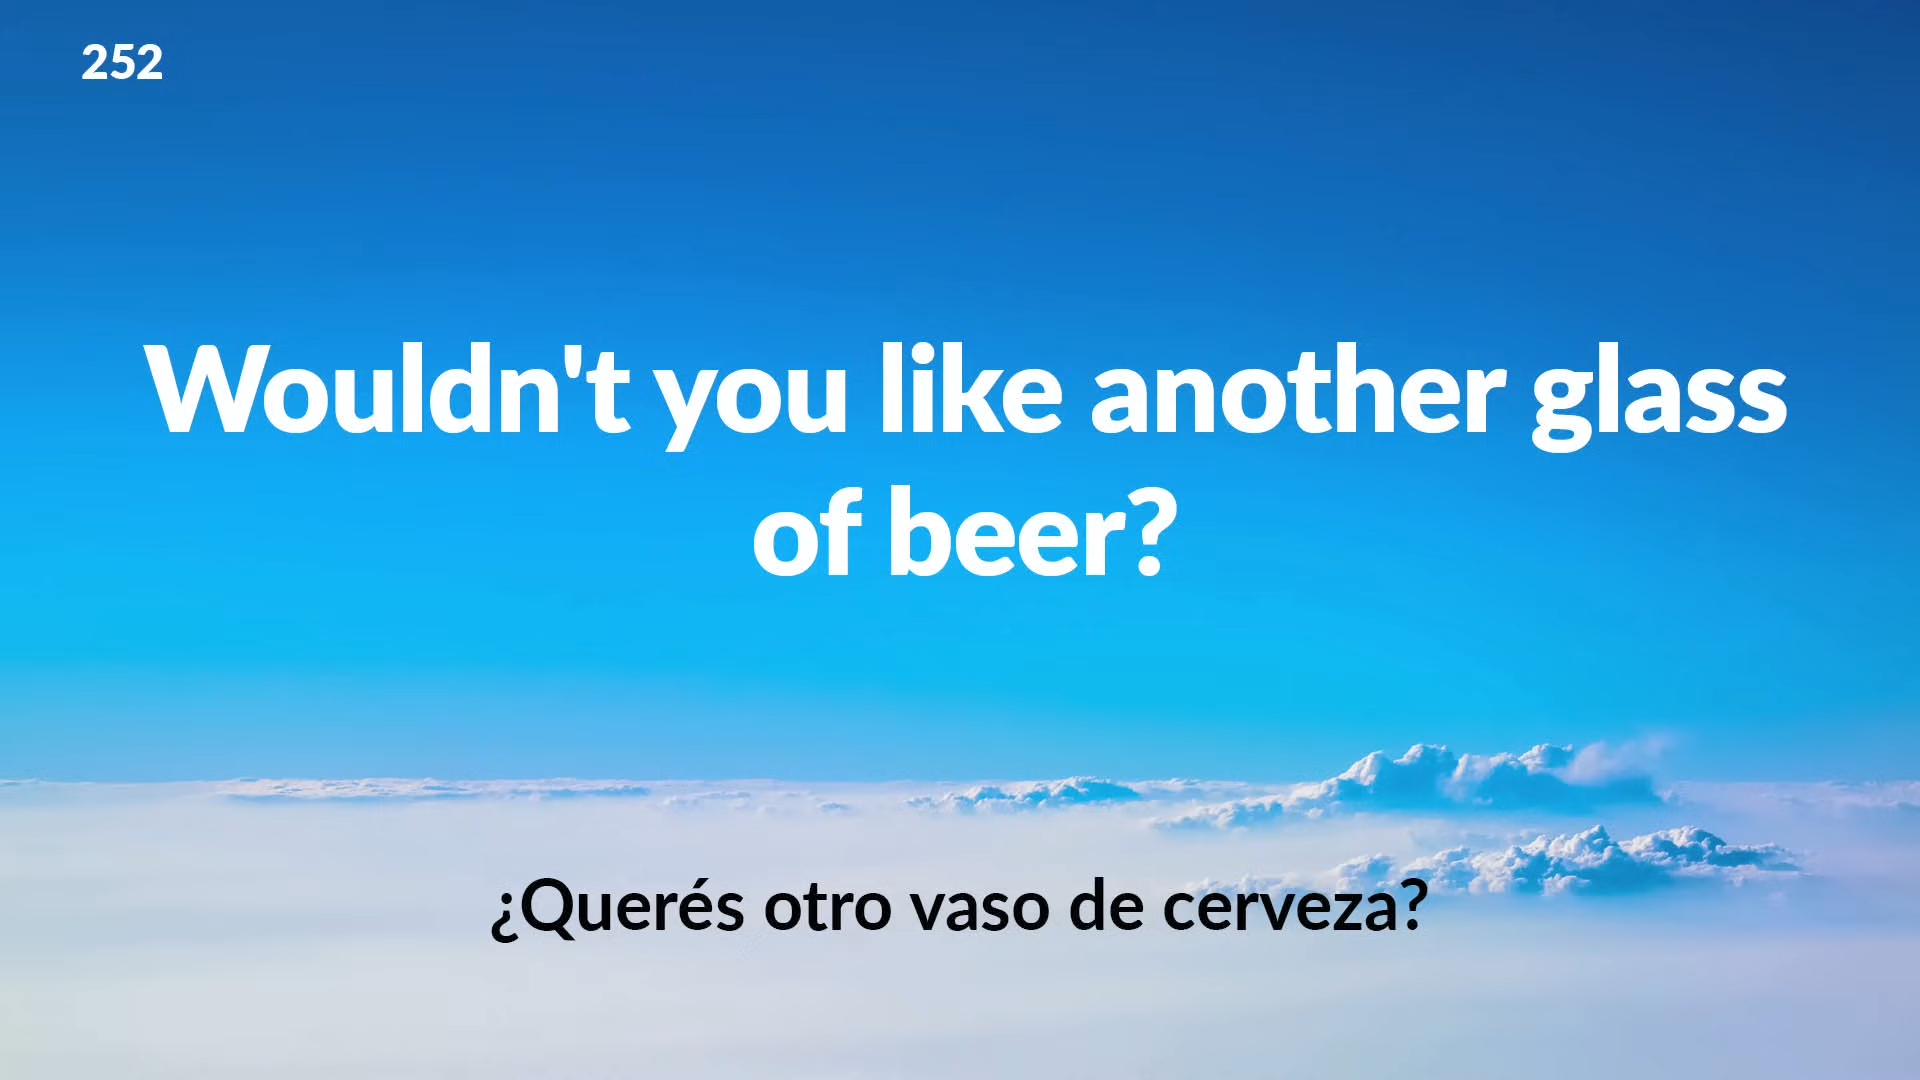 252
Wouldn't you like another glass
of beer?
¿Querés otro vaso de cerveza?